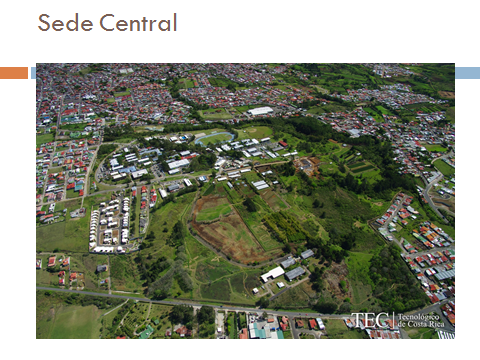 Sede Central
TEC | Tecnológico
de Costa Rica